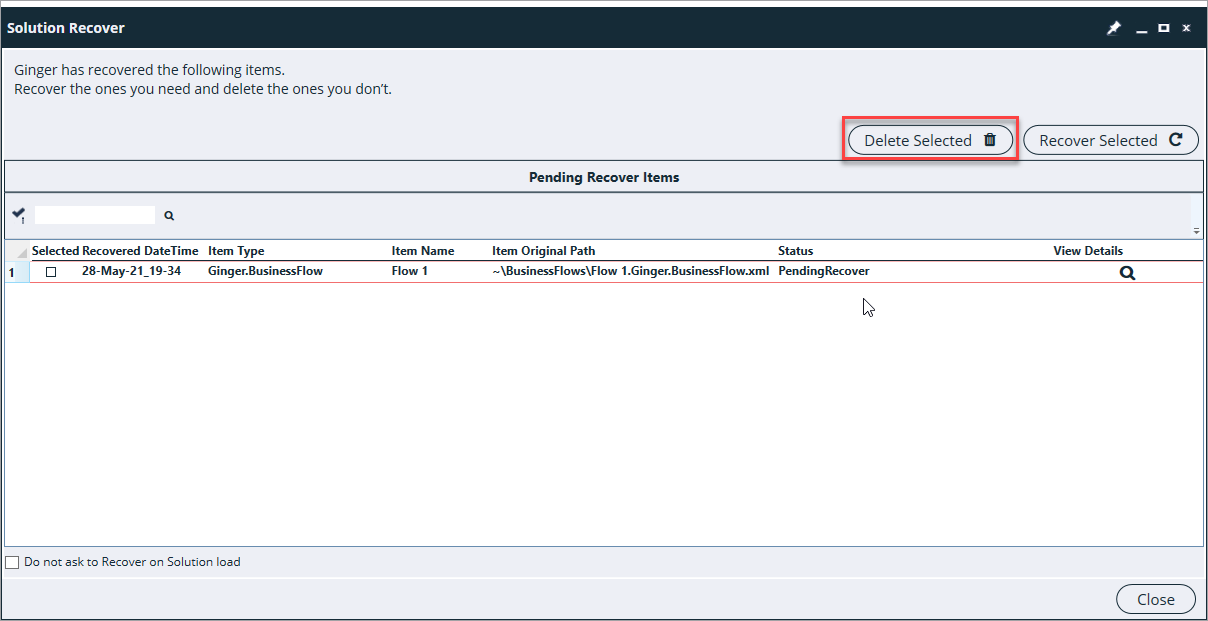 Solution Recover
Ginger has recovered the following items.
Recover the ones you need and delete the ones you don't.
Delete Selected Recover Selected
Pending Recover Items
Selected Recovered DateTime Item Type Item Name Item Original Path Status View Details
1 28-May-21_19-34 Ginger.BusinessFlow Flow 1 ~\BusinessFlows\Flow 1.Ginger.BusinessFlow.xml PendingRecover
Do not ask to Recover on Solution load
Close